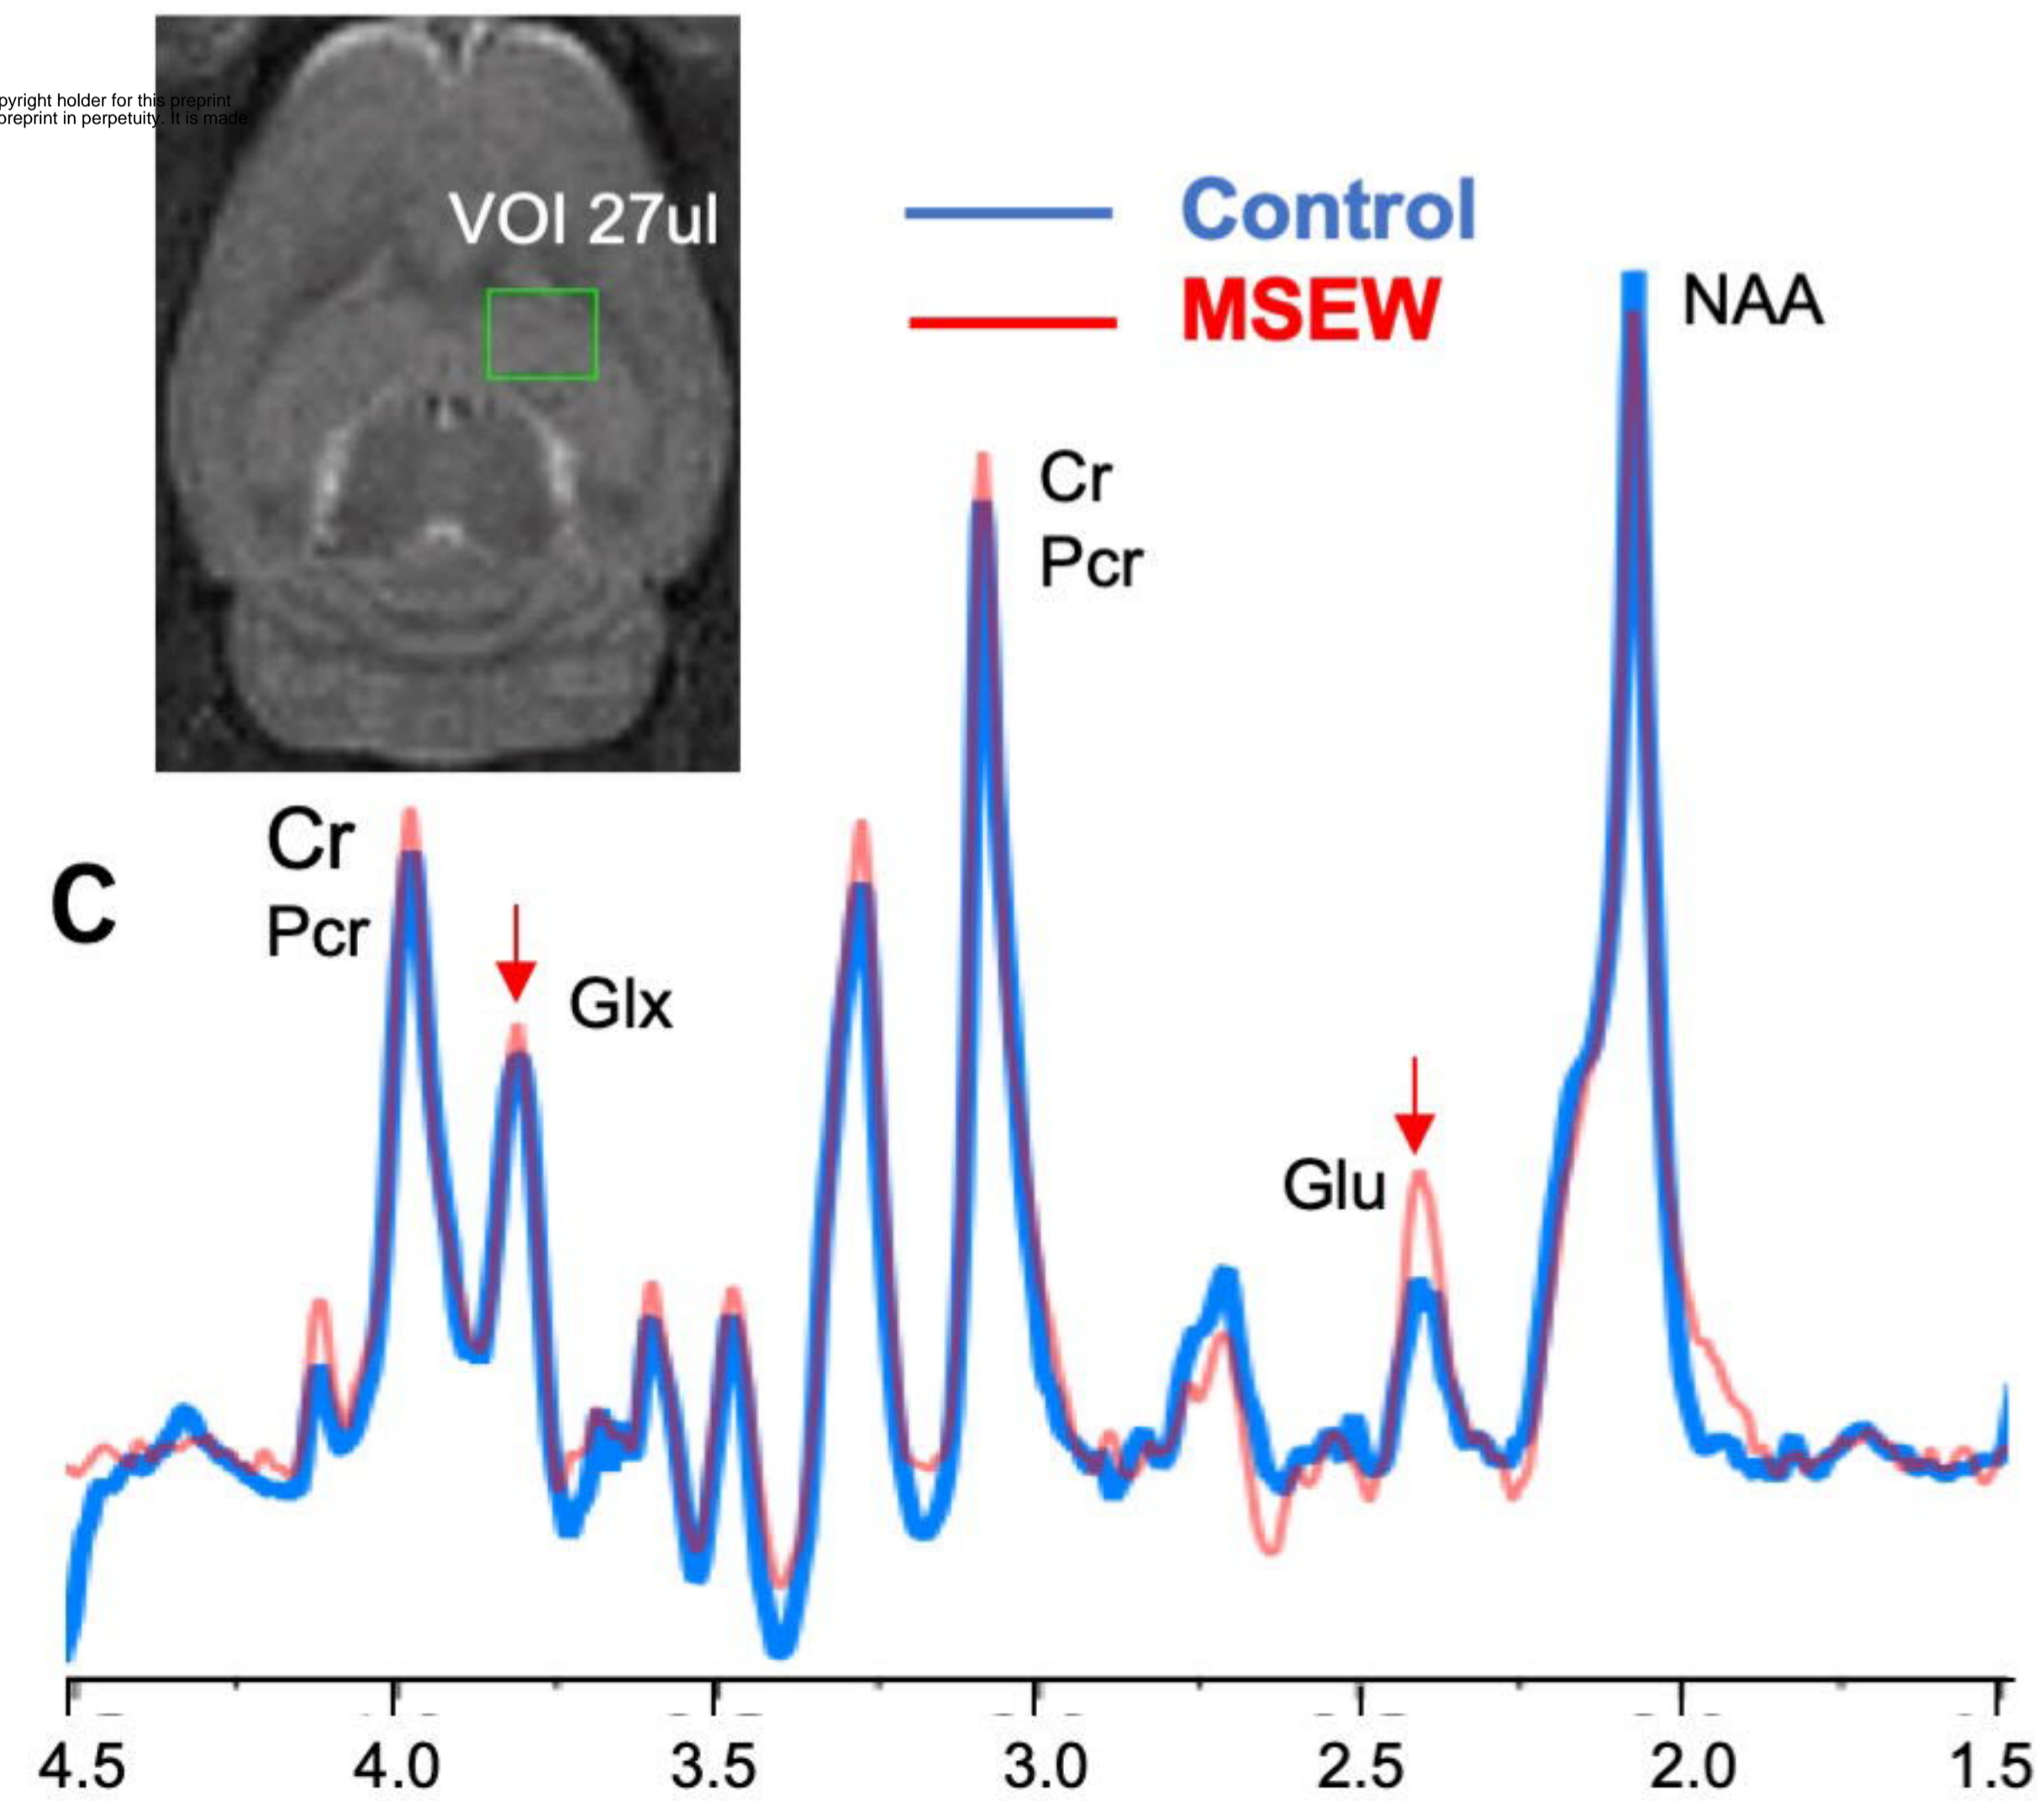 pyright holder for this preprint
preprint in perpetuity. It is made
VOI 27ul
Control
MSEW
NAA
Cr
Pcr
C
Cr
Pcr
Glx
Glu
4.5 4.0 3.5 3.0 2.5 2.0 1.5